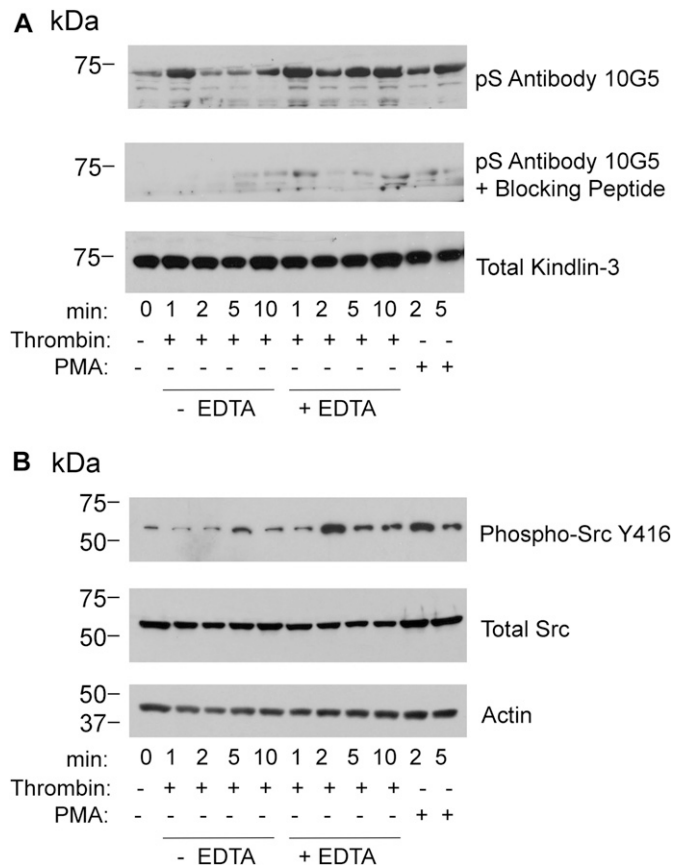 A kDa
75–
pS Antibody 10G5
75–
pS Antibody 10G5
+ Blocking Peptide
75–
Total Kindlin-3
min: 0 1 2 5 10 1 2 5 10 2 5
Thrombin: - + + + + + + + + - -
PMA: - - - - - - - - - + +
- EDTA + EDTA
B kDa
75–
50–
Phospho-Src Y416
75–
50–
Total Src
50–
37–
Actin
min: 0 1 2 5 10 1 2 5 10 2 5
Thrombin: - + + + + + + + + - -
PMA: - - - - - - - - - + +
- EDTA + EDTA